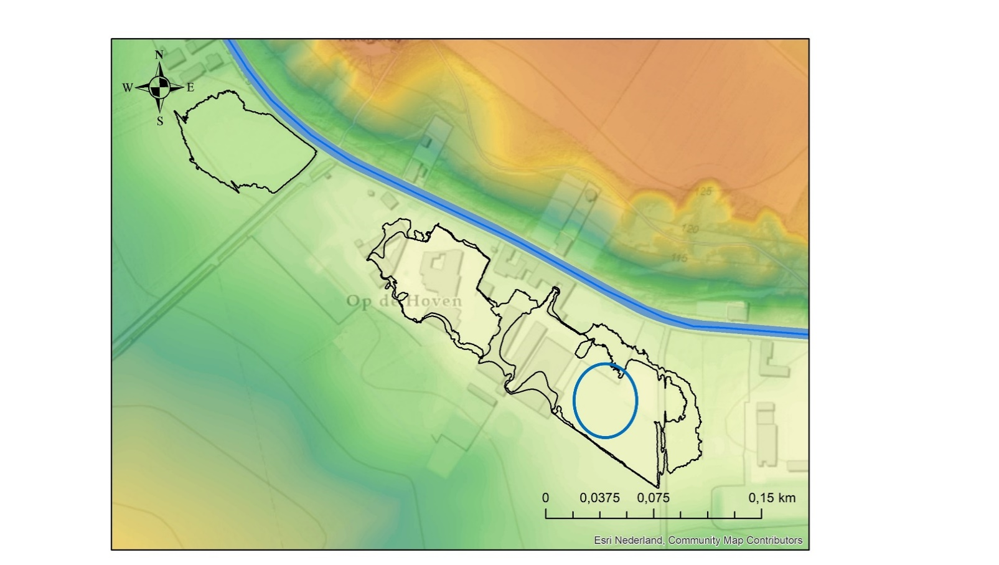 N
W E
S
125
120
115
Op de Hoven
0 0,0375 0,075 0,15 km
Esri Nederland, Community Map Contributors